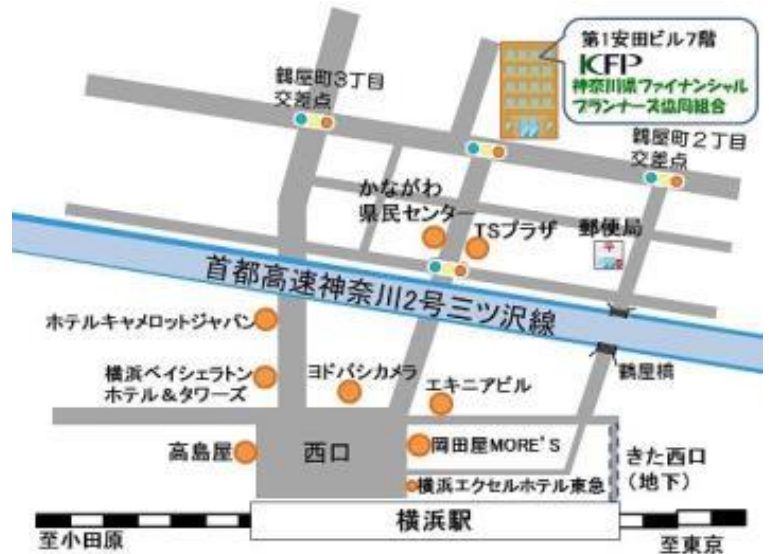 第1安田ビル7階
KFP
神奈川県ファイナンシャル
プランナーズ協同組合
鶴屋町3丁目
交差点
鶴屋町2丁目
交差点
かながわ
県民センター
TSプラザ
郵便局
首都高速神奈川2号三ツ沢線
ホテルキャメロットジャパン
横浜ベイシェラトン
ホテル&タワーズ
ヨドバシカメラ
エキニアビル
鶴屋橋
高島屋
西口
岡田屋MORE'S
きた西口
(地下)
横浜エクセルホテル東急
横浜駅
至小田原
至東京